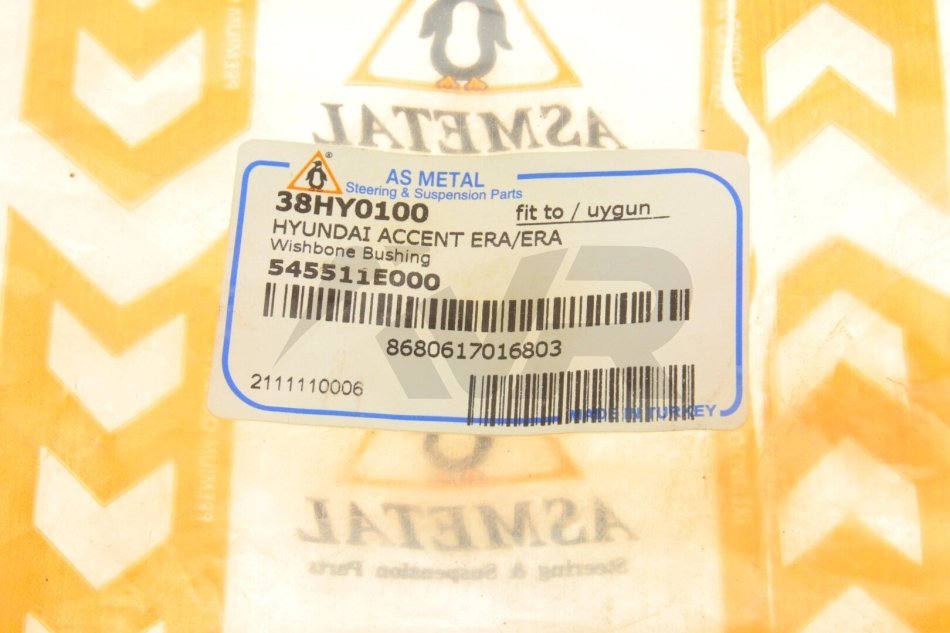 ASMETAL
®
AS METAL
Steering & Suspension Parts
38HY0100 fit to / uygun
HYUNDAI ACCENT ERA/ERA
Wishbone Bushing
545511E000
8680617016803
2111110006
MADE IN TURKEY
VR
ASMETAL
Steering & Suspension Parts